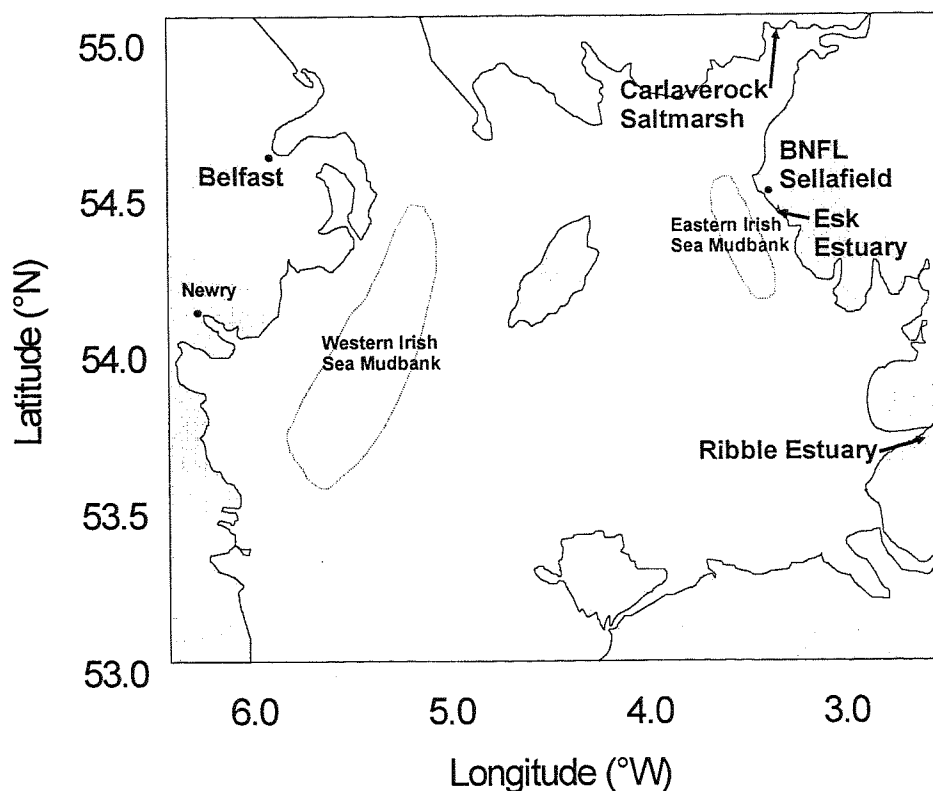 55.0
54.5
54.0
53.5
53.0
Latitude (°N)
6.0
5.0
4.0
3.0
Longitude (°W)
Carlaverock
Saltmarsh
BNFL
Sellafield
Belfast
Eastern Irish
Sea Mudbank
Esk
Estuary
Newry
Western Irish
Sea Mudbank
Ribble Estuary